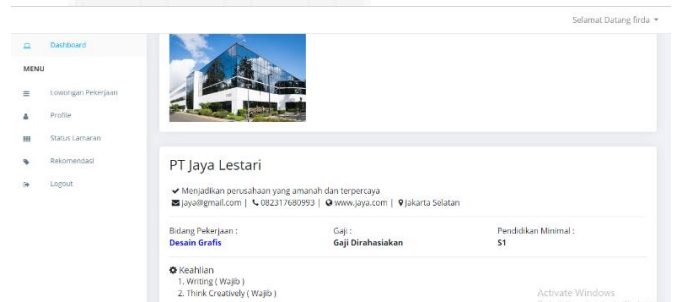 Selamat Datang firda
Dashboard
MENU
Lowongan Pekerjaan
Profile
Status Lamaran
Rekomendasi
Logout
PT Jaya Lestari
Menjadikan perusahaan yang amanah dan terpercaya
jaya@gmail.com | 082317680993 | www.jaya.com | Jakarta Selatan
Bidang Pekerjaan : Gaji : Pendidikan Minimal :
Desain Grafis Gaji Dirahasiakan S1
Keahlian
1. Writing ( Wajib )
2. Think Creatively ( Wajib )
Activate Windows